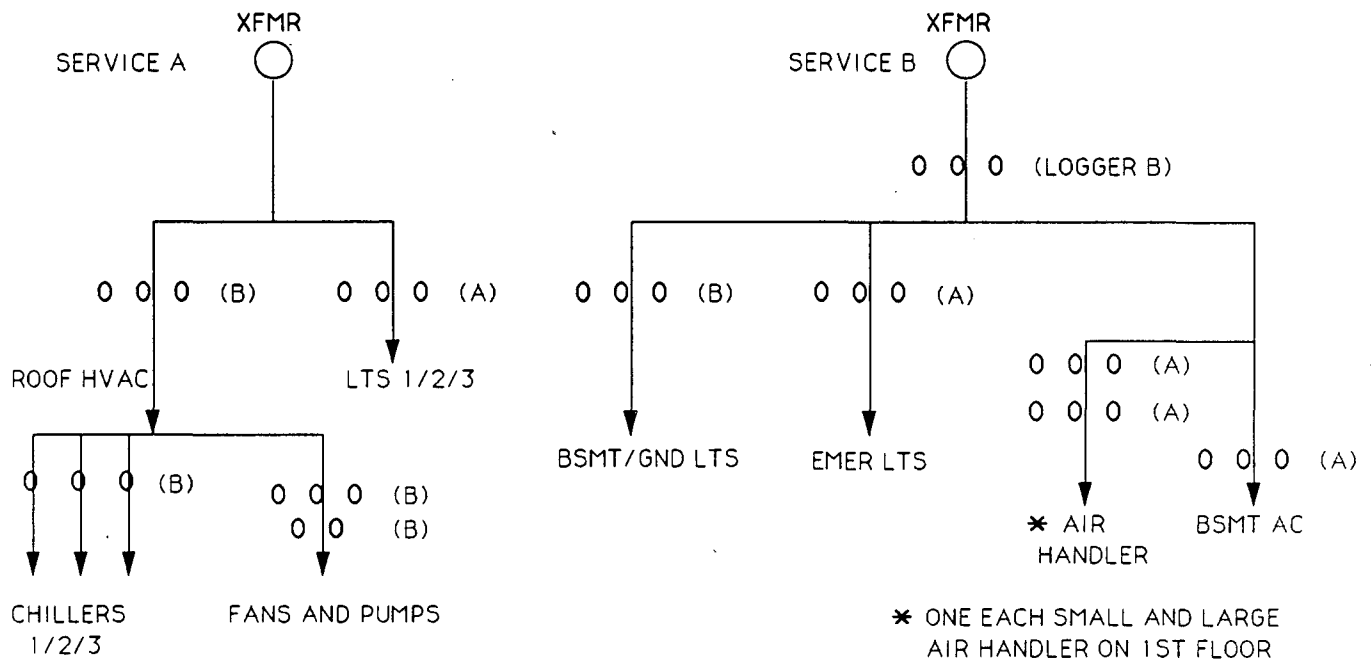 XFMR
SERVICE A
XFMR
SERVICE B
0 0 0 (LOGGER B)
0 0 0 (B)
0 0 0 (A)
0 0 0 (B)
0 0 0 (A)
ROOF HVAC
LTS 1/2/3
0 0 0 (A)
0 0 0 (A)
0 0 0 (B)
0 0 0 (B)
0 0 (B)
BSMT/GND LTS
EMER LTS
0 0 0 (A)
* AIR
HANDLER
BSMT AC
CHILLERS
1/2/3
FANS AND PUMPS
* ONE EACH SMALL AND LARGE
AIR HANDLER ON 1ST FLOOR